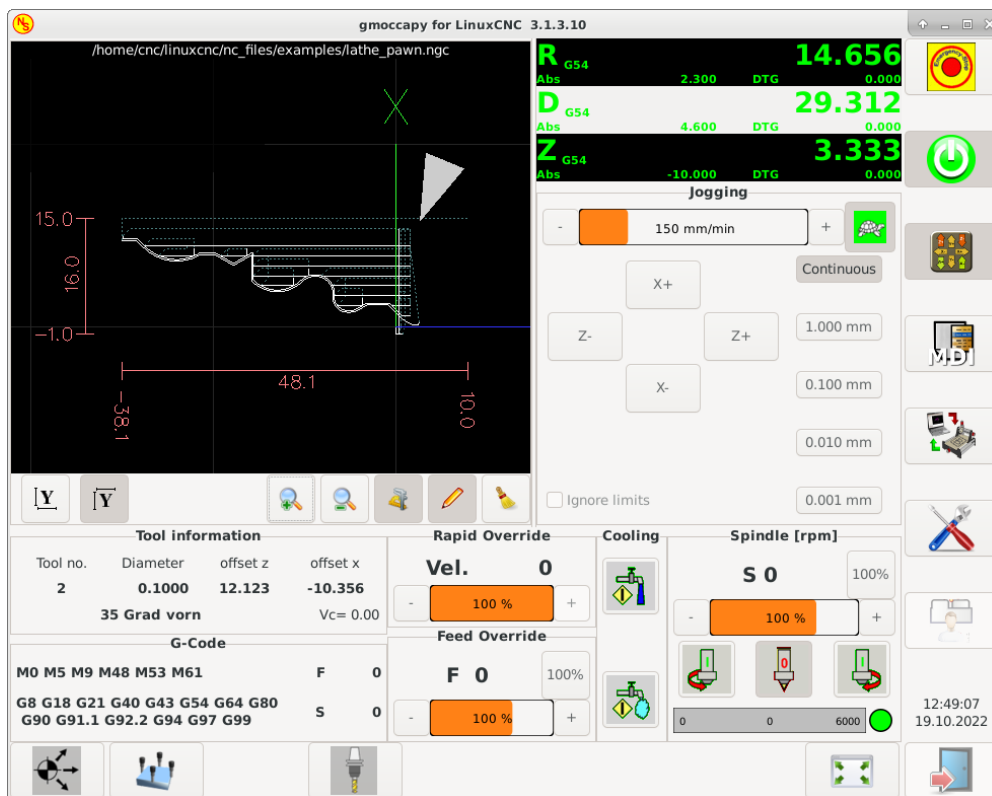 NS
gmoccapy for LinuxCNC 3.1.3.10
/home/cnc/linuxcnc/nc_files/examples/lathe_pawn.ngc
X
15.0
16.0
-1.0
48.1
-38.1
10.0
R G54 14.656
Abs 2.300 DTG 0.000
D G54 29.312
Abs 4.600 DTG 0.000
Z G54 3.333
Abs -10.000 DTG 0.000
Emergency-Stop
Jogging
- 150 mm/min +
Continuous
X+
1.000 mm
Z- Z+
0.100 mm
X-
0.010 mm
Ignore limits
0.001 mm
MDI
Y Y
Tool information
Tool no. Diameter offset z offset x
2 0.1000 12.123 -10.356
35 Grad vorn Vc= 0.00
G-Code
M0 M5 M9 M48 M53 M61 F 0
G8 G18 G21 G40 G43 G54 G64 G80
G90 G91.1 G92.2 G94 G97 G99
S 0
Rapid Override
Vel. 0
- 100 % +
Feed Override
F 0 100%
- 100 % +
Cooling
I
I
Spindle [rpm]
S 0 100%
- 100 % +
I 0 I
0 0 6000
12:49:07
19.10.2022